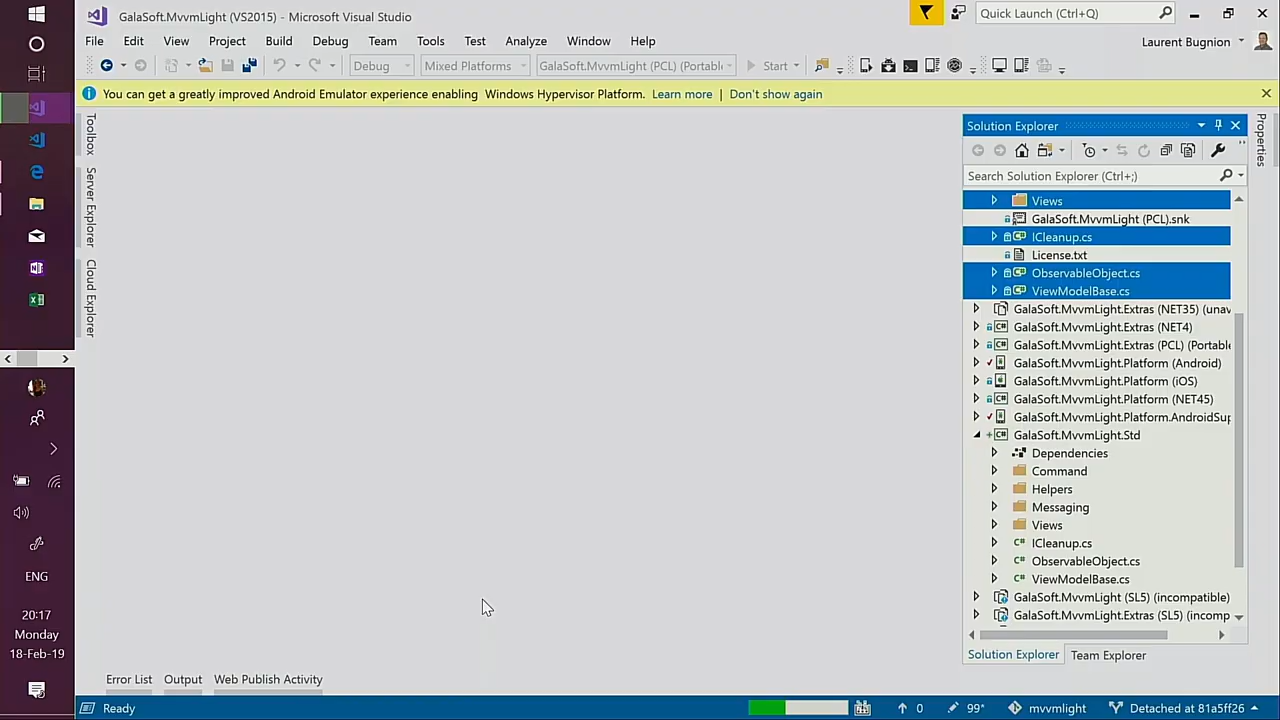 GalaSoft.MvvmLight (VS2015) - Microsoft Visual Studio
Quick Launch (Ctrl+Q)
File Edit View Project Build Debug Team Tools Test Analyze Window Help
Laurent Bugnion
Debug Mixed Platforms GalaSoft.MvvmLight (PCL) (Portabl Start
You can get a greatly improved Android Emulator experience enabling Windows Hypervisor Platform. Learn more | Don't show again
Toolbox
Server Explorer
Cloud Explorer
Properties
Solution Explorer
Search Solution Explorer (Ctrl+;)
Views
GalaSoft.MvvmLight (PCL).snk
ICleanup.cs
License.txt
ObservableObject.cs
ViewModelBase.cs
GalaSoft.MvvmLight.Extras (NET35) (unav
GalaSoft.MvvmLight.Extras (NET4)
GalaSoft.MvvmLight.Extras (PCL) (Portable
GalaSoft.MvvmLight.Platform (Android)
GalaSoft.MvvmLight.Platform (iOS)
GalaSoft.MvvmLight.Platform (NET45)
GalaSoft.MvvmLight.Platform.AndroidSup
GalaSoft.MvvmLight.Std
Dependencies
Command
Helpers
Messaging
Views
C# ICleanup.cs
C# ObservableObject.cs
C# ViewModelBase.cs
GalaSoft.MvvmLight (SL5) (incompatible)
GalaSoft.MvvmLight.Extras (SL5) (incomp
Solution Explorer Team Explorer
ENG
20:17
Monday
18-Feb-19
Error List Output Web Publish Activity
Ready
0 99* mvvmlight Detached at 81a5ff26